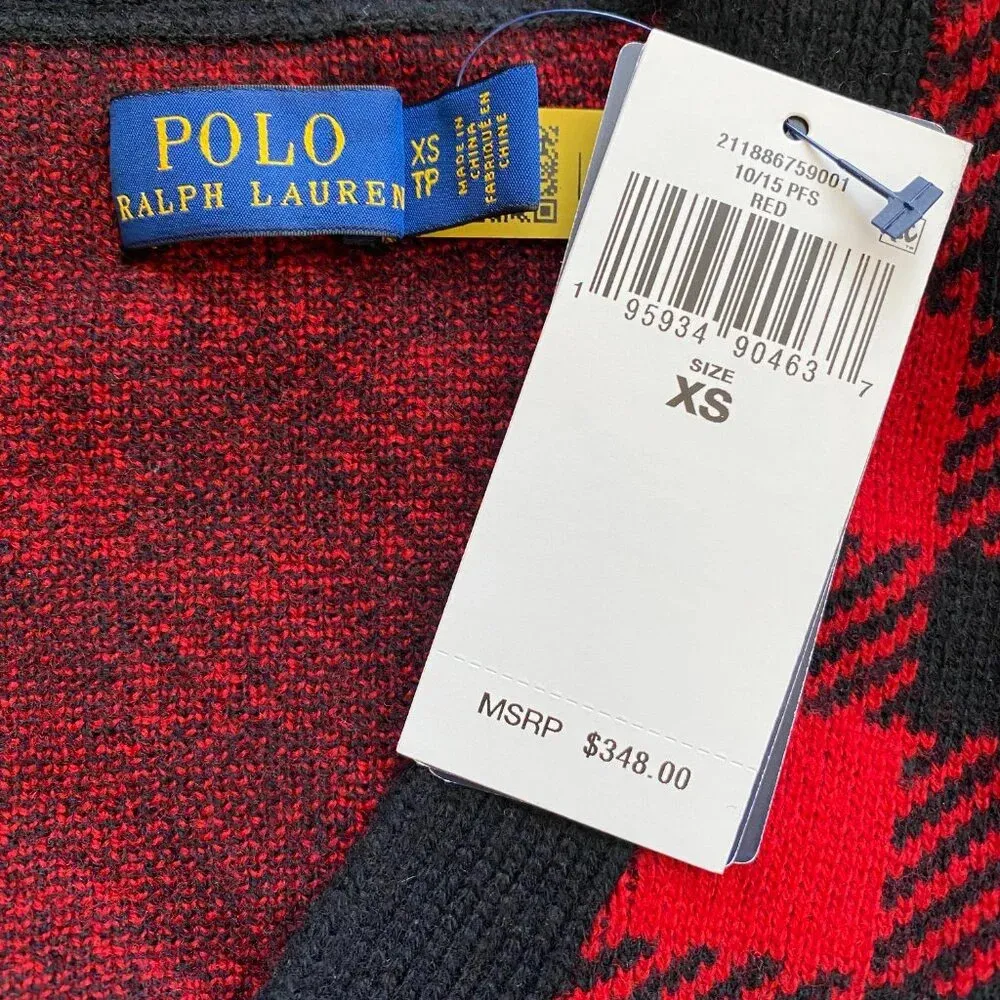 POLO
RALPH LAUREN
XS
TP
MADE IN
CHINA
FABRIQUE EN
CHINE
211886759001
10/15 PFS
RED
1 95934 90463 7
SIZE
XS
MSRP $348.00